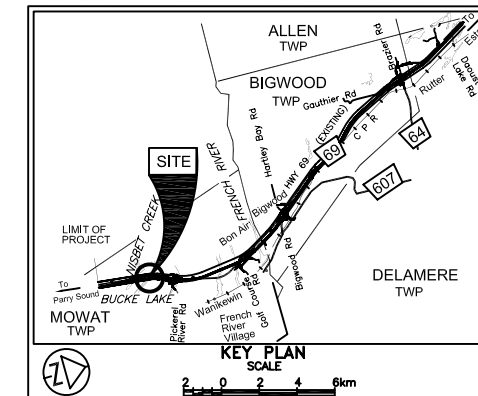 ALLEN
TWP
To
Estaire
Brazier Rd
BIGWOOD
TWP
Gauthier Rd
Rutter
Lake Rd
Hartley Bay Rd
(EXISTING)
C P R
64
69
607
SITE
FRENCH RIVER
HWY 69
NISBET CREEK
Bon Air
Bigwood
LIMIT OF
PROJECT
Bigwood Rd
DELAMERE
TWP
To
Parry Sound
BUCKE LAKE
Pickerel
River Rd
Wanikewin
Golf Course
Rd
French
River
Village
MOWAT
TWP
KEY PLAN
SCALE
Z
2 0 2 4 6km